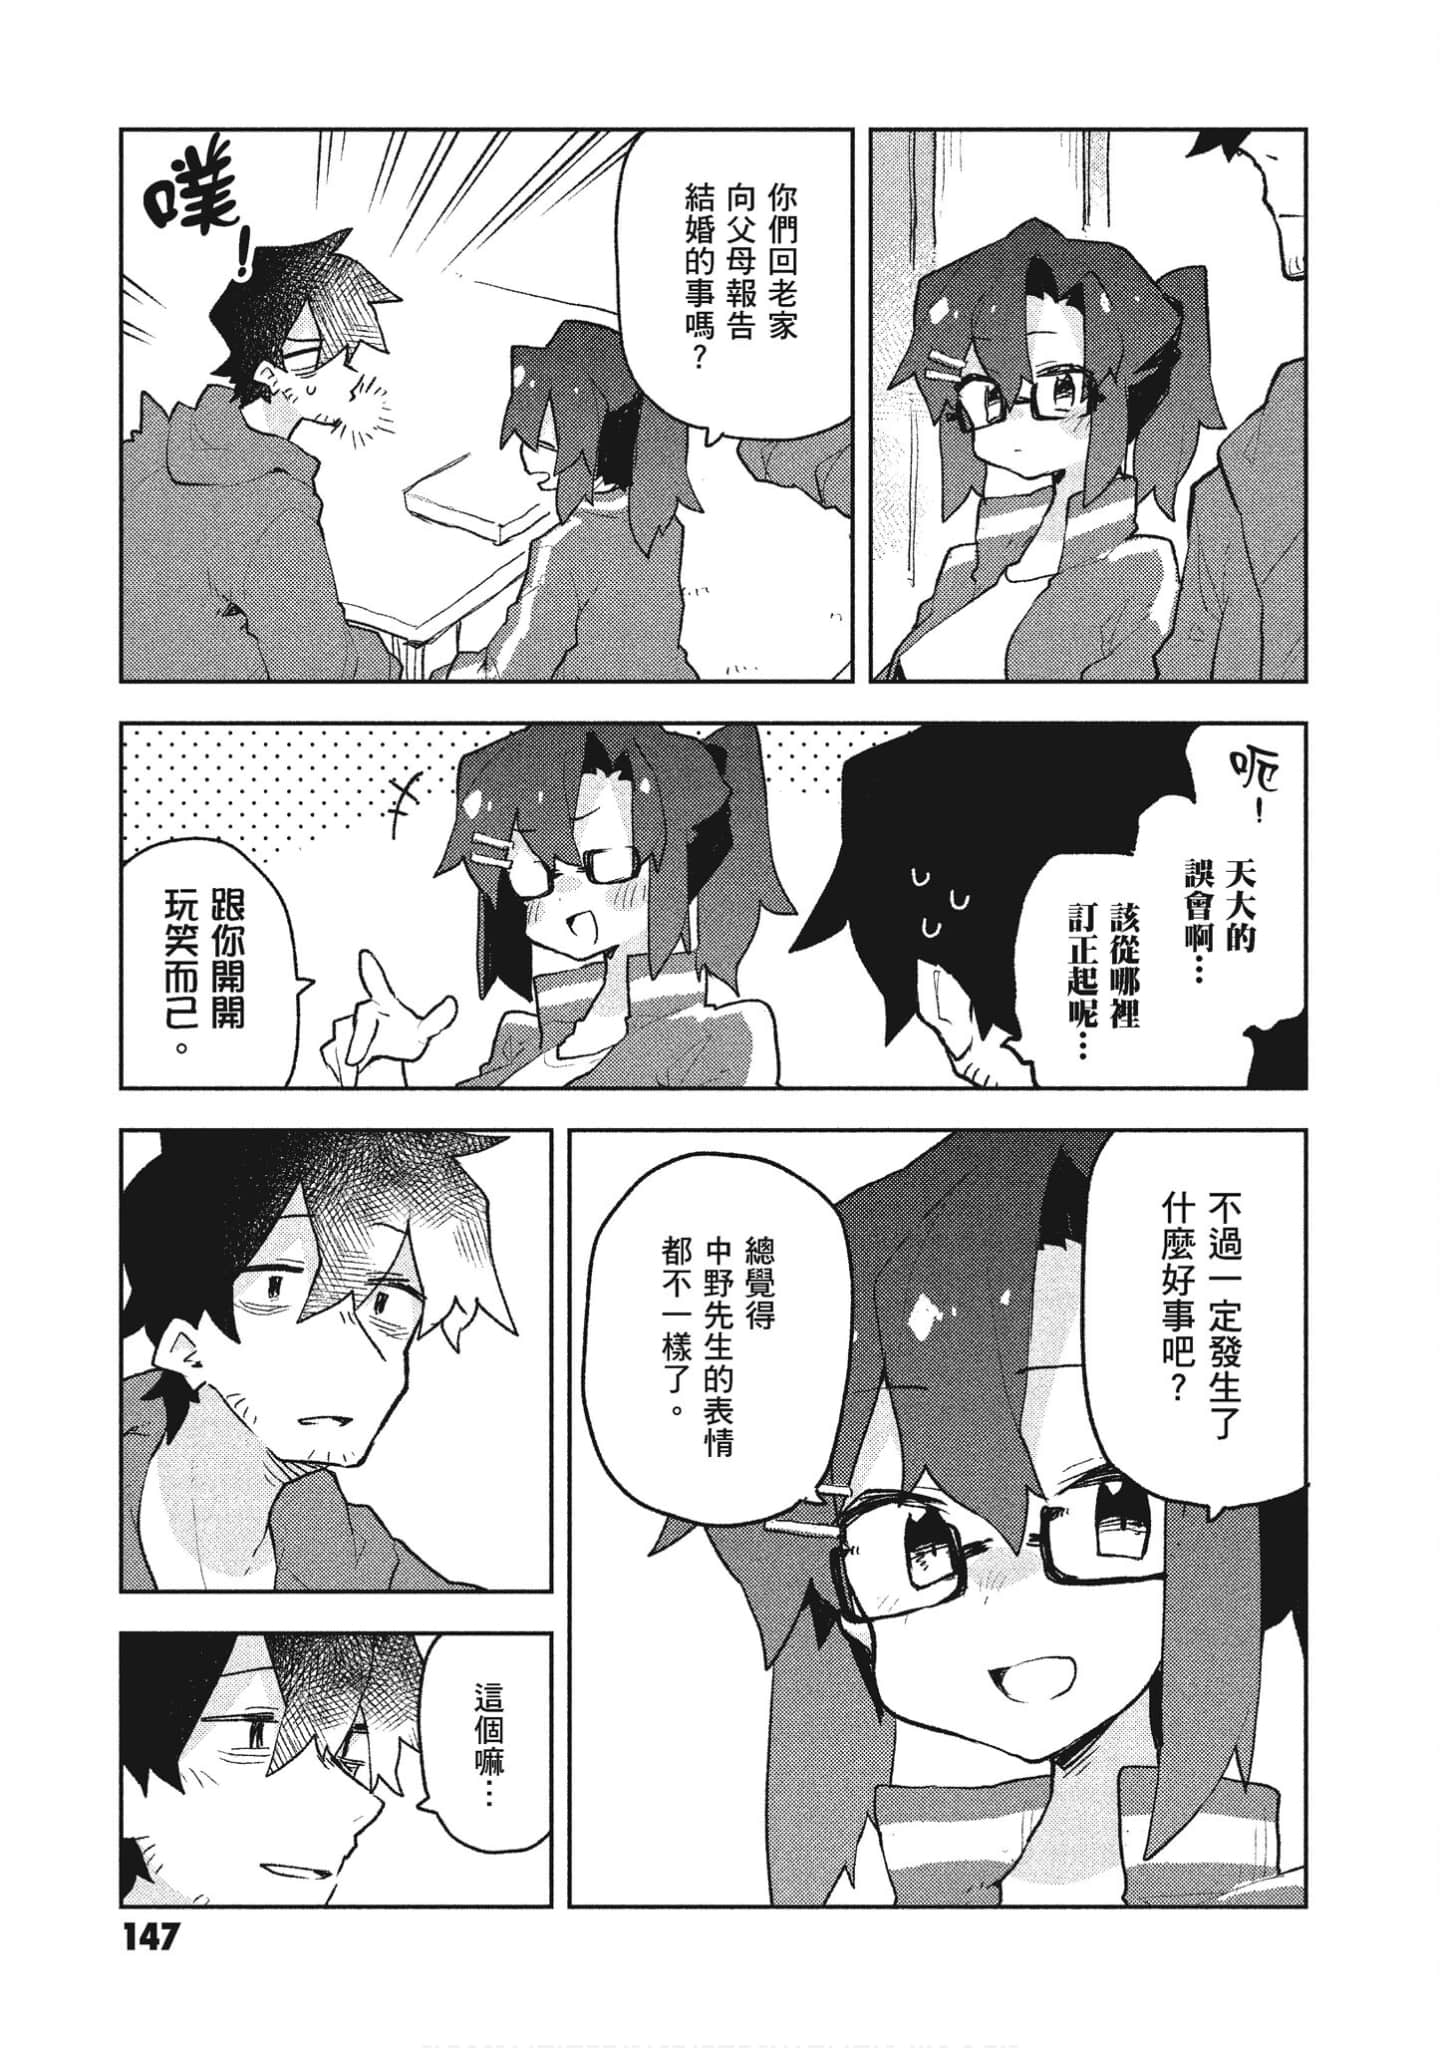 你們回老家
向父母報告
結婚的事嗎？
噗！
呃！
天大的
誤會啊…
該從哪裡
訂正起呢…
跟你開開
玩笑而已。
不過一定發生了
什麼好事吧？
總覺得
中野先生的表情
都不一樣了。
這個嘛…
147